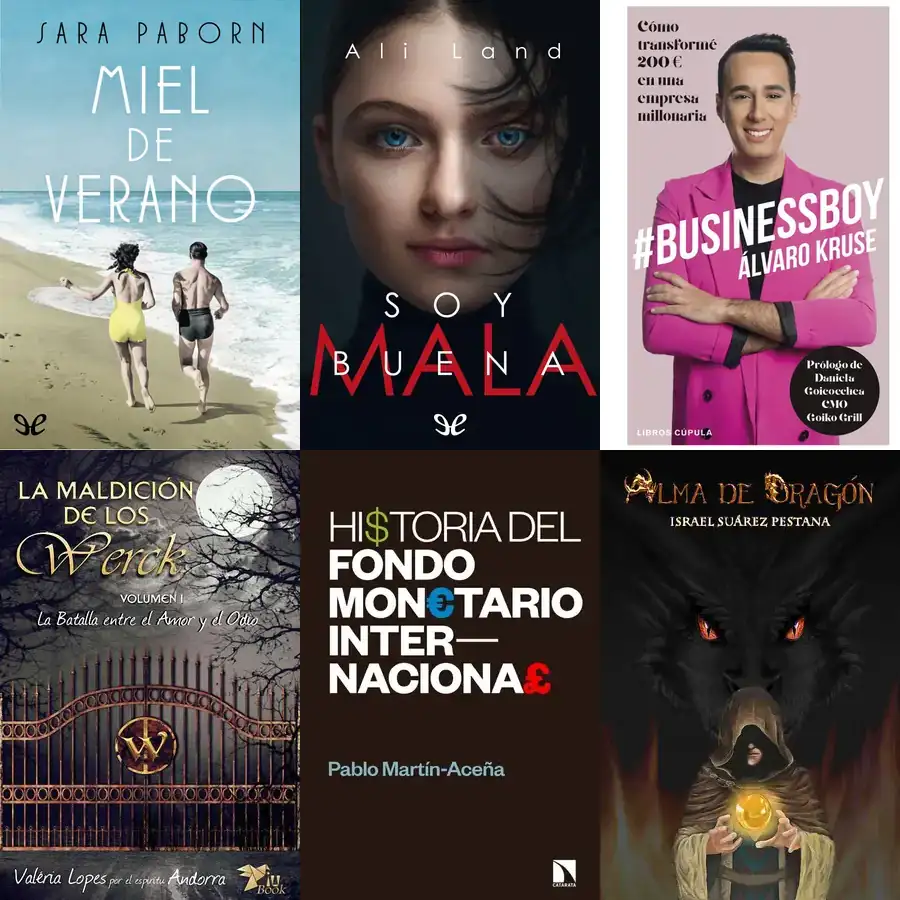 SARA PABORN
MIEL
DE
VERANO
Ali Land
SOY
BUENA
MALA
Cómo
transformé
200 €
en una
empresa
millonaria
#BUSINESSBOY
ÁLVARO KRUSE
Prólogo de
Daniela
Goicoechea
CMO
Goiko Grill
LIBROS CÚPULA
LA MALDICIÓN
DE LOS
Werck
VOLUMEN I
La Batalla entre el Amor y el Odio
W
Valéria Lopes por el espíritu Andorra
iu
Book
HI$TORIA DEL
FONDO
MON€TARIO
INTER—
NACIONA£
Pablo Martín-Aceña
CATARATA
ALMA DE DRAGÓN
ISRAEL SUÁREZ PESTANA